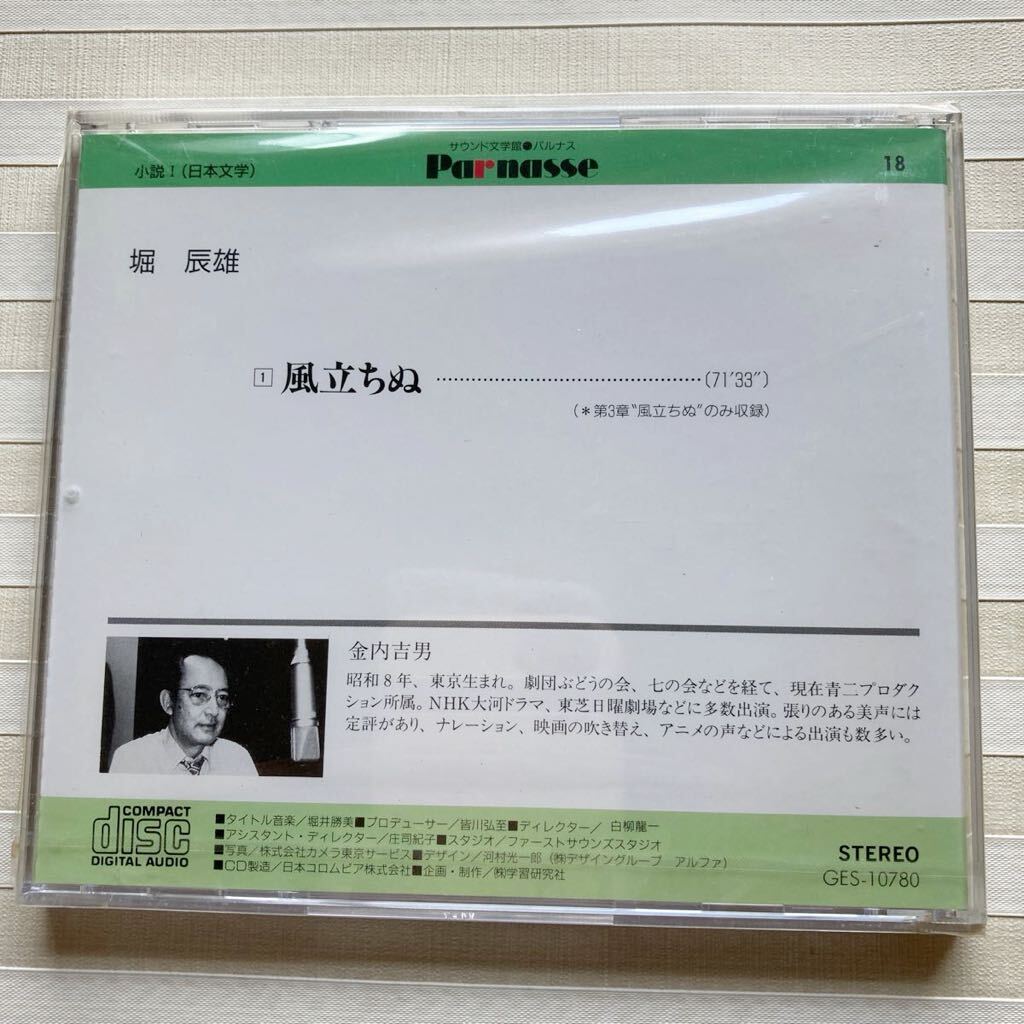 サウンド文学館●パルナス
小説Ⅰ(日本文学)
Parnasse
18
堀 辰雄
1 風立ちぬ ……………………………………(71′33″)
(*第3章“風立ちぬ”のみ収録)
金内吉男
昭和8年、東京生まれ。劇団ぶどうの会、七の会などを経て、現在青二プロダク
ション所属。NHK大河ドラマ、東芝日曜劇場などに多数出演。張りのある美声には
定評があり、ナレーション、映画の吹き替え、アニメの声などによる出演も数多い。
COMPACT
disc
DIGITAL AUDIO
■タイトル音楽/堀井勝美■プロデューサー/皆川弘至■ディレクター/ 白柳龍一
■アシスタント・ディレクター/庄司紀子■スタジオ/ファーストサウンズスタジオ
■写真/株式会社カメラ東京サービス■デザイン/河村光一郎(㈱デザイングループ アルファ)
■CD製造/日本コロムビア株式会社■企画・制作/㈱学習研究社
STEREO
GES-10780